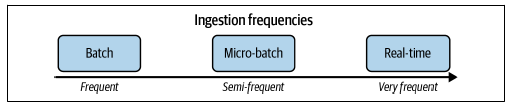 Ingestion frequencies
Batch
Micro-batch
Real-time
Frequent
Semi-frequent
Very frequent